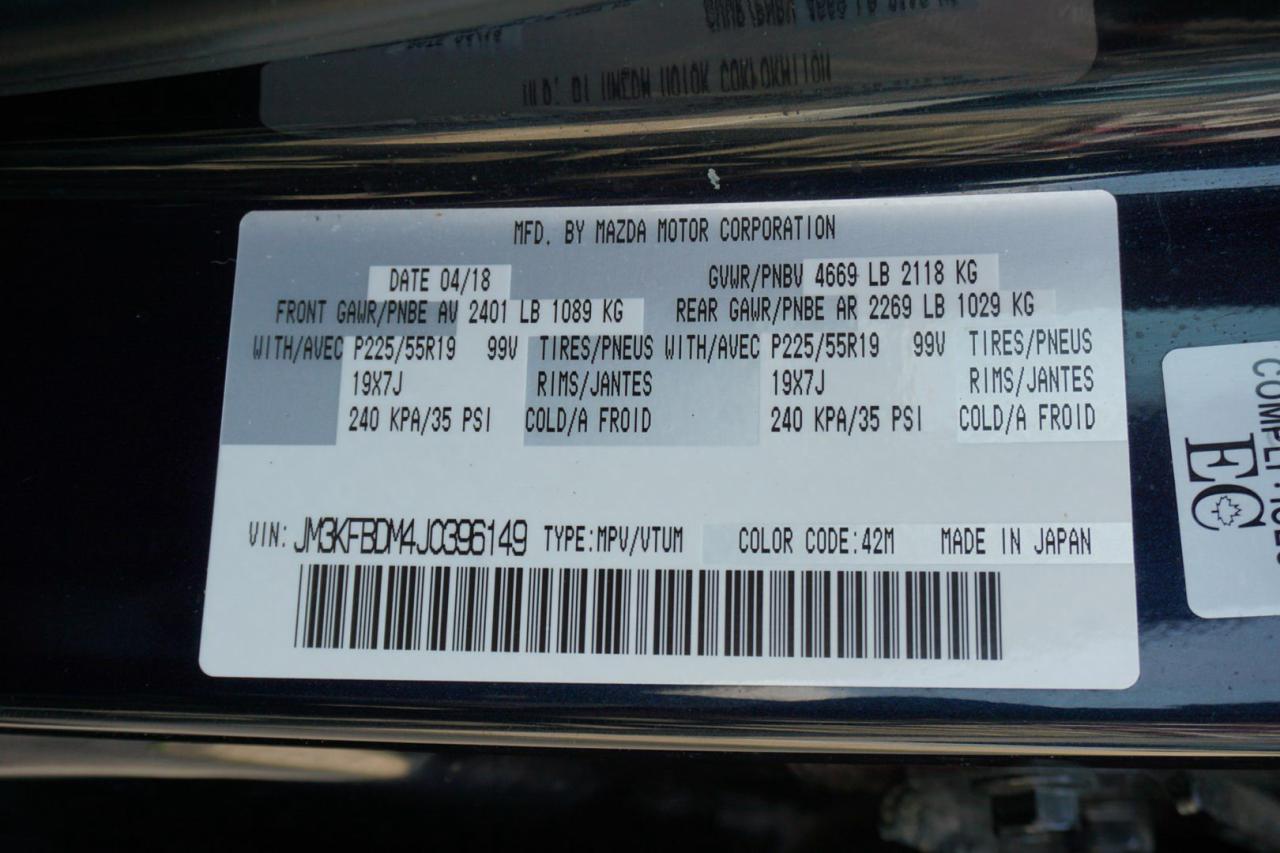 MFD. BY MAZDA MOTOR CORPORATION
DATE 04/18 GVWR/PNBV 4669 LB 2118 KG
FRONT GAWR/PNBE AV 2401 LB 1089 KG REAR GAWR/PNBE AR 2269 LB 1029 KG
WITH/AVEC P225/55R19 99V TIRES/PNEUS WITH/AVEC P225/55R19 99V TIRES/PNEUS
19X7J RIMS/JANTES 19X7J RIMS/JANTES
240 KPA/35 PSI COLD/A FROID 240 KPA/35 PSI COLD/A FROID
VIN: JM3KFBDM4J0396149 TYPE:MPV/VTUM COLOR CODE:42M MADE IN JAPAN
EC